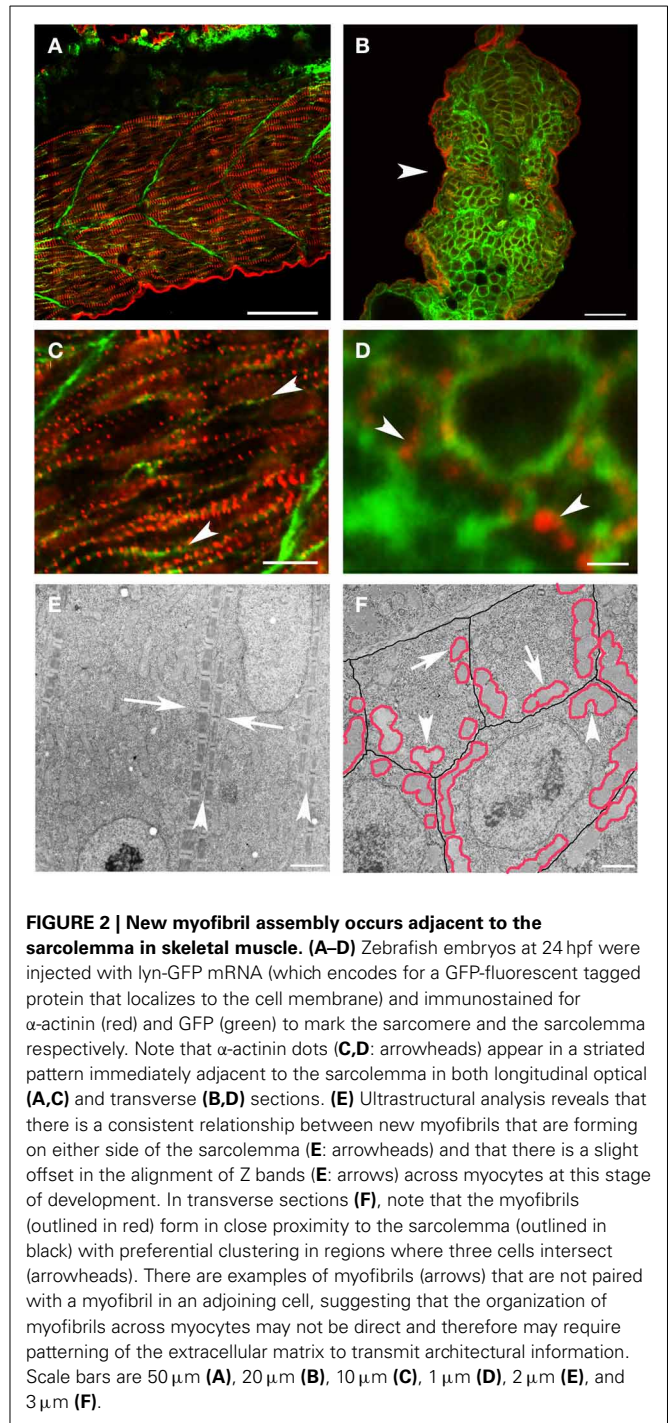 A
B
C
D
E
F
FIGURE 2 | New myofibril assembly occurs adjacent to the
sarcolemma in skeletal muscle. (A–D) Zebrafish embryos at 24 hpf were
injected with lyn-GFP mRNA (which encodes for a GFP-fluorescent tagged
protein that localizes to the cell membrane) and immunostained for
α-actinin (red) and GFP (green) to mark the sarcomere and the sarcolemma
respectively. Note that α-actinin dots (C,D: arrowheads) appear in a striated
pattern immediately adjacent to the sarcolemma in both longitudinal optical
(A,C) and transverse (B,D) sections. (E) Ultrastructural analysis reveals that
there is a consistent relationship between new myofibrils that are forming
on either side of the sarcolemma (E: arrowheads) and that there is a slight
offset in the alignment of Z bands (E: arrows) across myocytes at this stage
of development. In transverse sections (F), note that the myofibrils
(outlined in red) form in close proximity to the sarcolemma (outlined in
black) with preferential clustering in regions where three cells intersect
(arrowheads). There are examples of myofibrils (arrows) that are not paired
with a myofibril in an adjoining cell, suggesting that the organization of
myofibrils across myocytes may not be direct and therefore may require
patterning of the extracellular matrix to transmit architectural information.
Scale bars are 50 μm (A), 20 μm (B), 10 μm (C), 1 μm (D), 2 μm (E), and
3 μm (F).